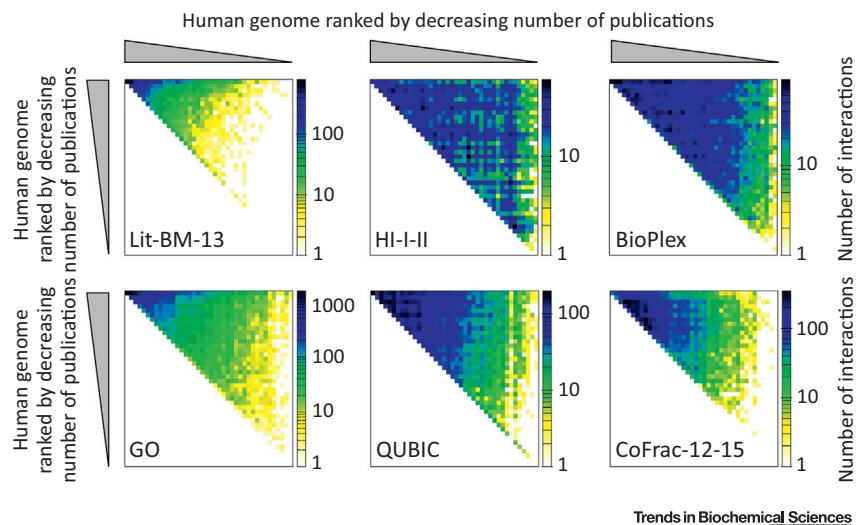 Human genome ranked by decreasing number of publications
Human genome
ranked by decreasing
number of publications
Lit-BM-13
100
10
1
HI-I-II
10
1
BioPlex
10
1
Number of interactions
Human genome
ranked by decreasing
number of publications
GO
1000
100
10
1
QUBIC
100
10
1
CoFrac-12-15
100
10
1
Number of interactions
Trends in Biochemical Sciences